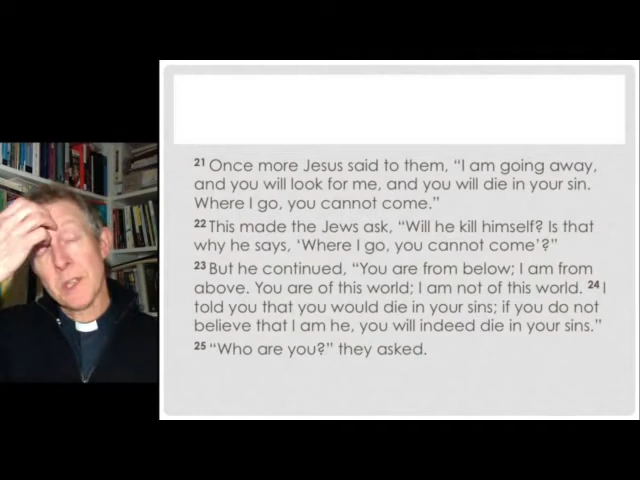 21 Once more Jesus said to them, “I am going away,
and you will look for me, and you will die in your sin.
Where I go, you cannot come.”
22 This made the Jews ask, “Will he kill himself? Is that
why he says, ‘Where I go, you cannot come’?”
23 But he continued, “You are from below; I am from
above. You are of this world; I am not of this world. 24 I
told you that you would die in your sins; if you do not
believe that I am he, you will indeed die in your sins.”
25 “Who are you?” they asked.